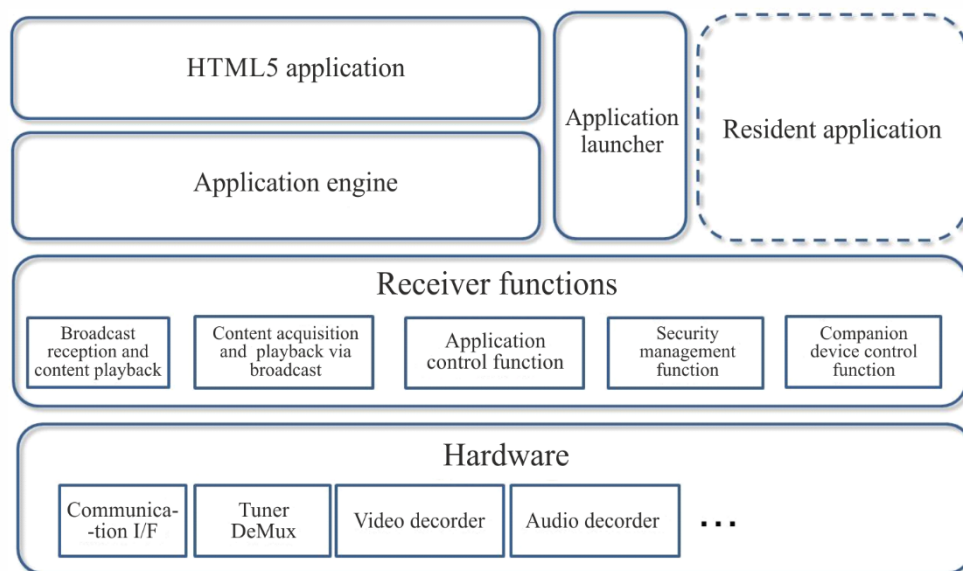 HTML5 application
Application engine
Application
launcher
Resident application
Receiver functions
Broadcast
reception and
content playback
Content acquisition
and playback via
broadcast
Application
control function
Security
management
function
Companion
device control
function
Hardware
Communica-
-tion I/F
Tuner
DeMux
Video decorder
Audio decorder
...